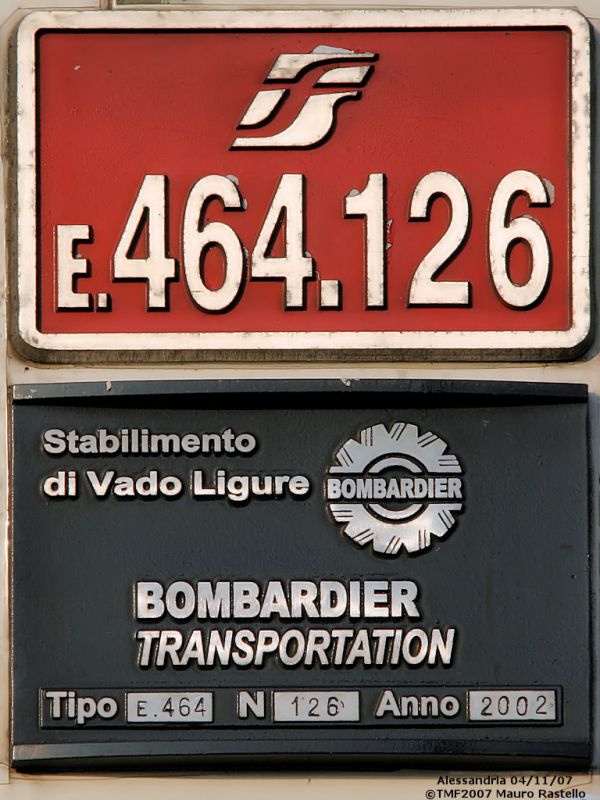 E.464.126
Stabilimento
di Vado Ligure
BOMBARDIER
BOMBARDIER
TRANSPORTATION
Tipo E.464 N 126 Anno 2002
Alessandria 04/11/07
©TMF2007 Mauro Rastello